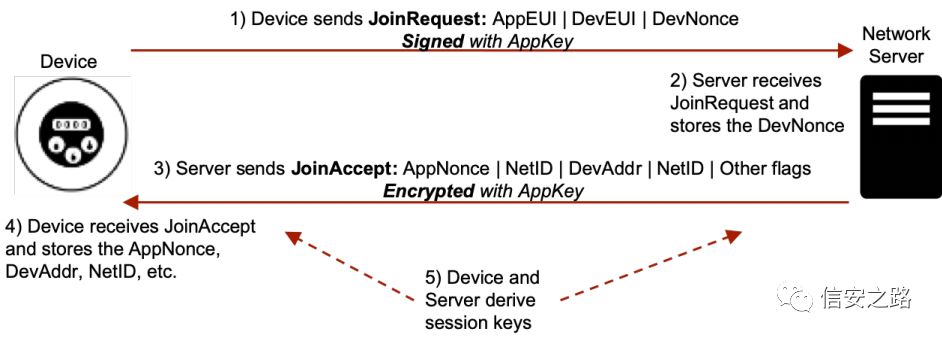 1) Device sends JoinRequest: AppEUI | DevEUI | DevNonce
Signed with AppKey
Network
Server
Device
0000
2) Server receives
JoinRequest and
stores the DevNonce
3) Server sends JoinAccept: AppNonce | NetID | DevAddr | NetID | Other flags
Encrypted with AppKey
4) Device receives JoinAccept
and stores the AppNonce,
DevAddr, NetID, etc.
5) Device and
Server derive
session keys
信安之路